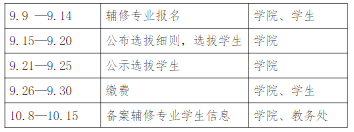 9.9 —9.14 辅修专业报名 学院、学生
9.15—9.20 公布选拔细则，选拔学生 学院
9.21—9.25 公示选拔学生 学院
9.26—9.30 缴费 学院、学生
10.8—10.15 备案辅修专业学生信息 学院、教务处